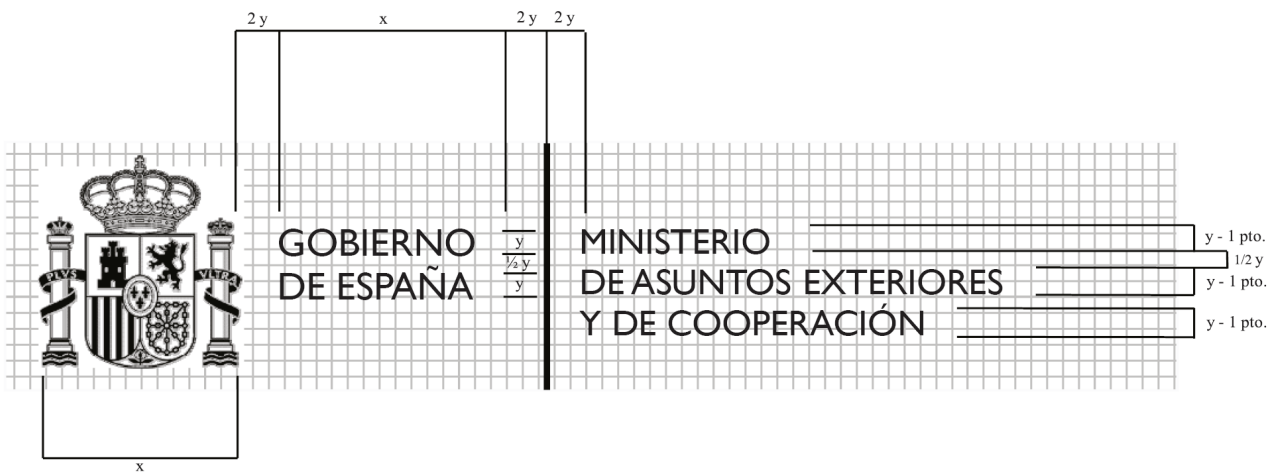 2 y x 2 y 2 y
PLVS VLTRA
GOBIERNO
DE ESPAÑA
y
½ y
y
MINISTERIO
DE ASUNTOS EXTERIORES
Y DE COOPERACIÓN
y - 1 pto.
1/2 y
y - 1 pto.
y - 1 pto.
x